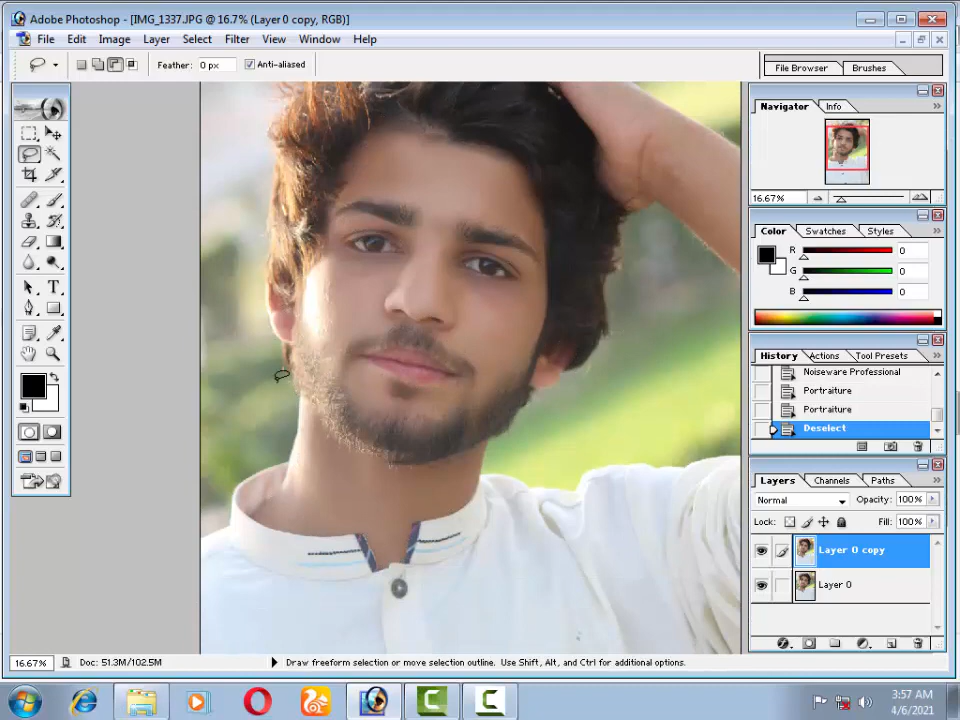 Adobe Photoshop - [IMG_1337.JPG @ 16.7% (Layer 0 copy, RGB)]
File Edit Image Layer Select Filter View Window Help
Feather: 0 px Anti-aliased File Browser Brushes
Navigator Info
16.67%
Color Swatches Styles
R 0
G 0
B 0
History Actions Tool Presets
Noiseware Professional
Portraiture
Portraiture
Deselect
Layers Channels Paths
Normal Opacity: 100%
Lock: Fill: 100%
Layer 0 copy
Layer 0
16.67% Doc: 51.3M/102.5M Draw freeform selection or move selection outline. Use Shift, Alt, and Ctrl for additional options.
3:57 AM
4/6/2021